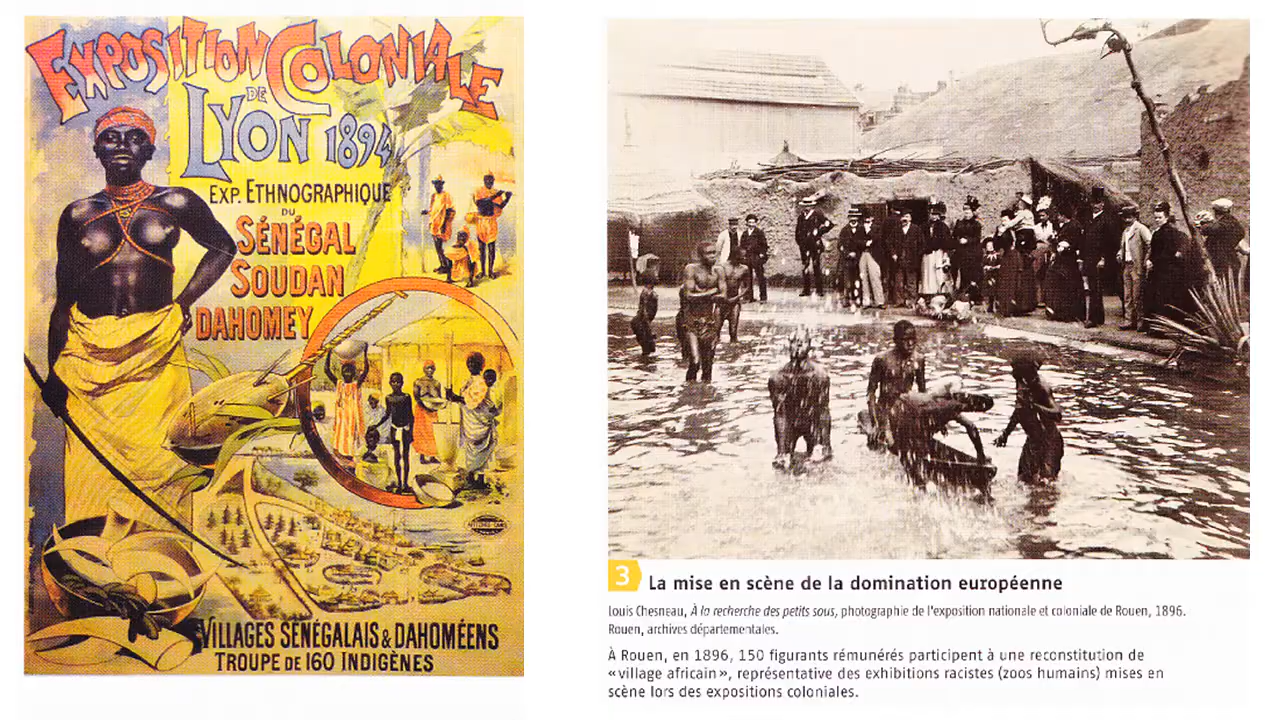 EXPOSITION COLONIALE
DE
LYON 1894
EXP. ETHNOGRAPHIQUE
DU
SÉNÉGAL
SOUDAN
DAHOMEY
VILLAGES SÉNÉGALAIS & DAHOMÉENS
TROUPE DE 160 INDIGÈNES
3 La mise en scène de la domination européenne
Louis Chesneau, À la recherche des petits sous, photographie de l'exposition nationale et coloniale de Rouen, 1896.
Rouen, archives départementales.
À Rouen, en 1896, 150 figurants rémunérés participent à une reconstitution de
« village africain », représentative des exhibitions racistes (zoos humains) mises en
scène lors des expositions coloniales.